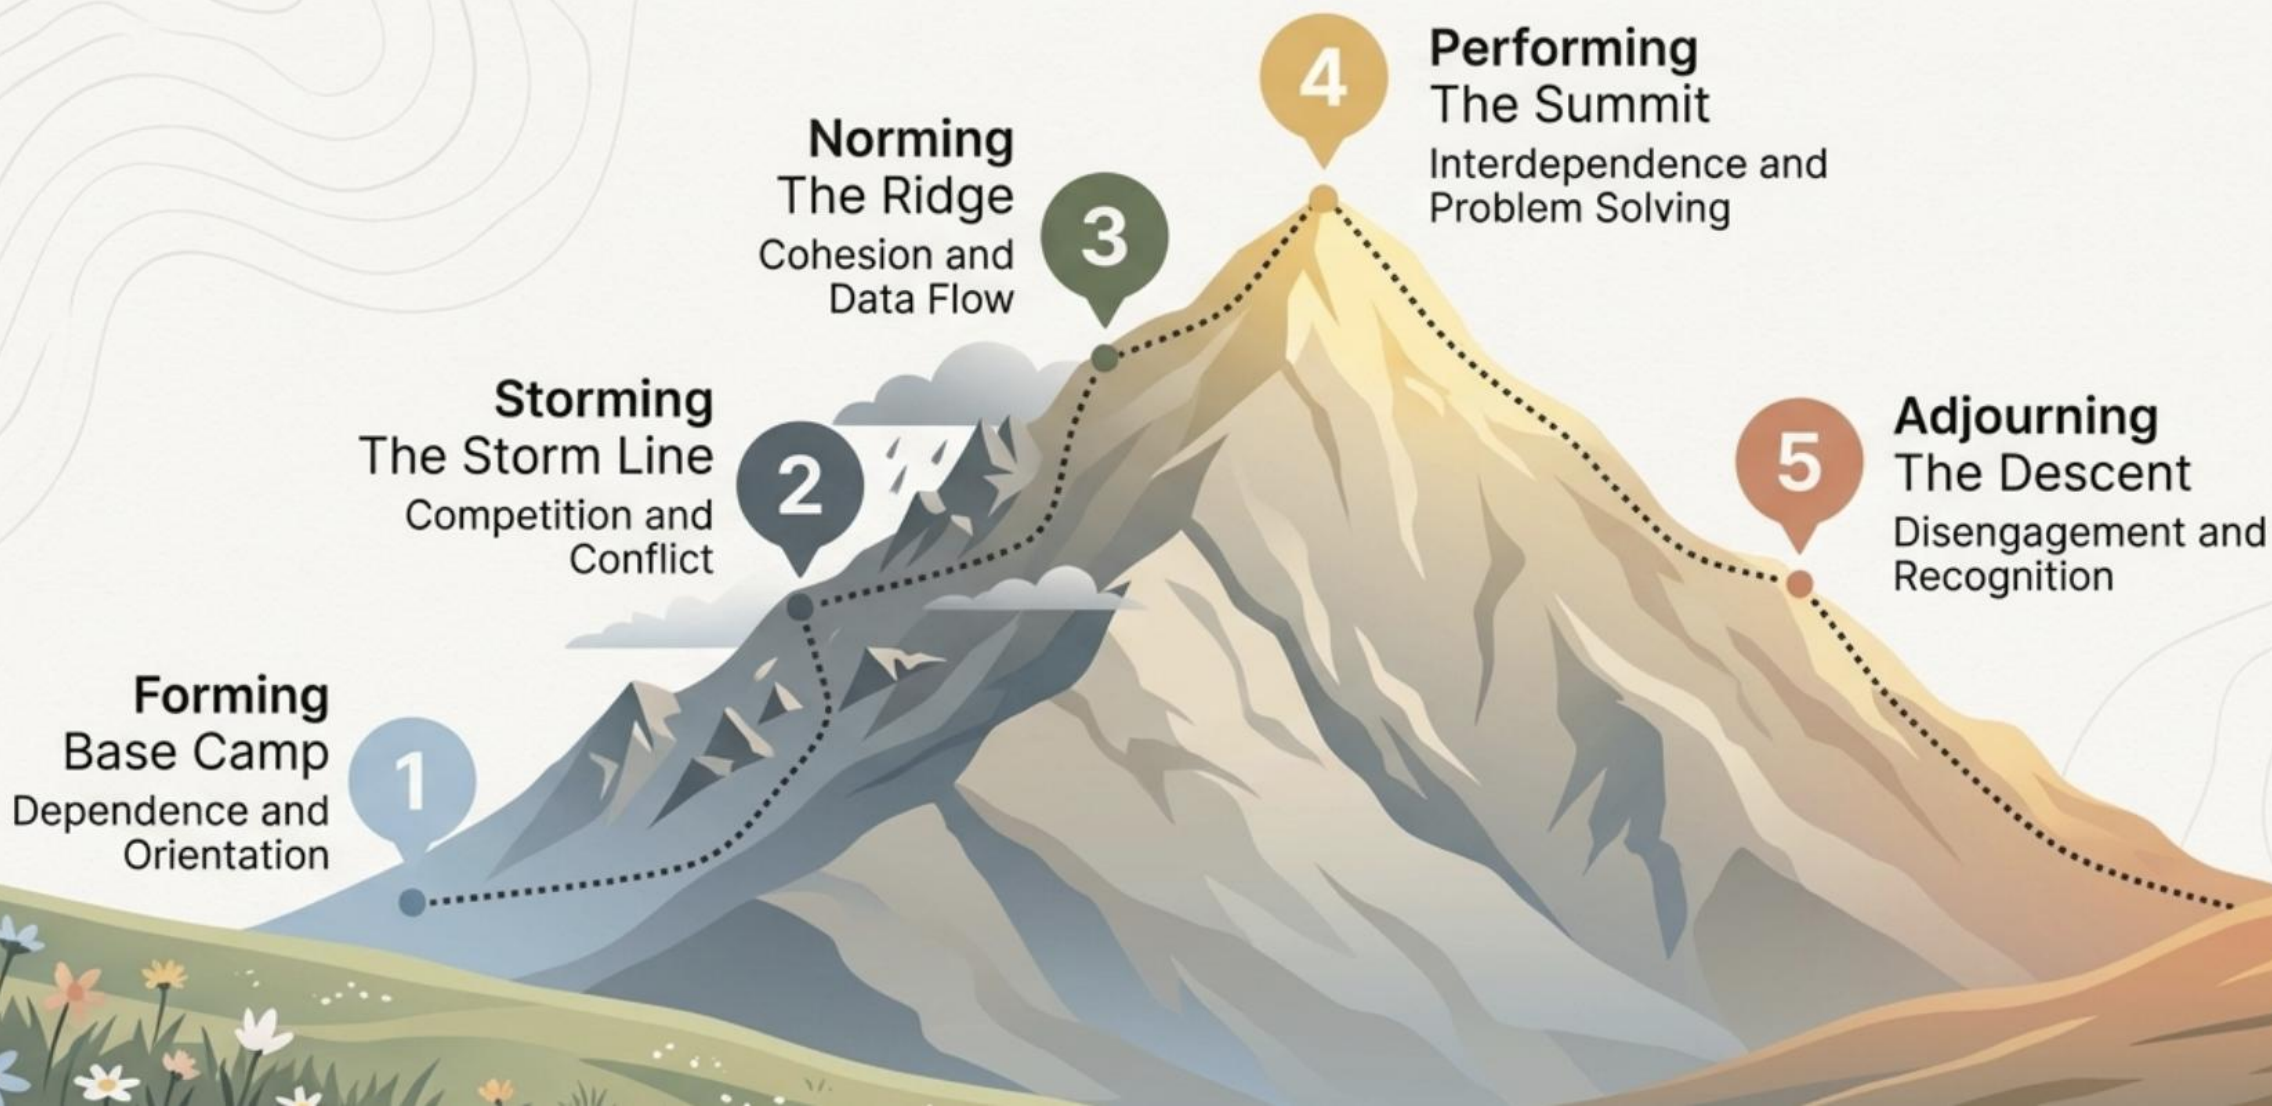 1
Forming
Base Camp
Dependence and
Orientation
2
Storming
The Storm Line
Competition and
Conflict
3
Norming
The Ridge
Cohesion and
Data Flow
4
Performing
The Summit
Interdependence and
Problem Solving
5
Adjourning
The Descent
Disengagement and
Recognition